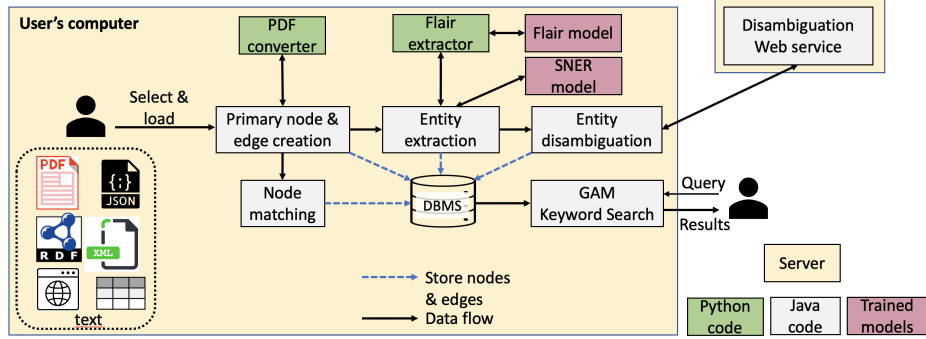 User's computer
PDF
converter
Flair
extractor
Flair model
SNER
model
Disambiguation
Web service
Select &
load
Primary node &
edge creation
Entity
extraction
Entity
disambiguation
Node
matching
DBMS
GAM
Keyword Search
Query
Results
PDF
{;}
JSON
RDF
XML
text
Store nodes
& edges
Data flow
Server
Python
code
Java
code
Trained
models